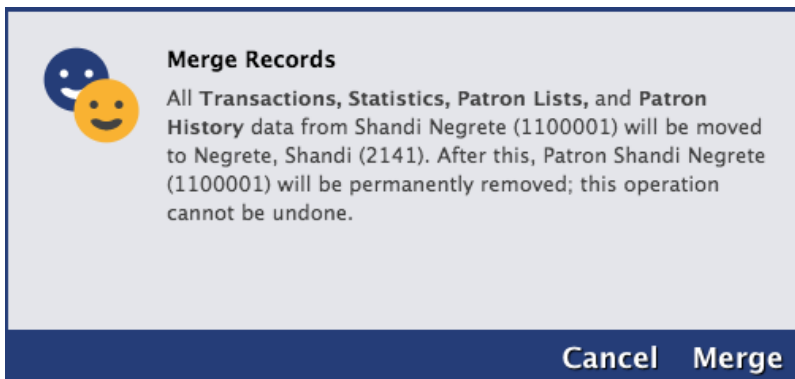 Merge Records
All Transactions, Statistics, Patron Lists, and Patron
History data from Shandi Negrete (1100001) will be moved
to Negrete, Shandi (2141). After this, Patron Shandi Negrete
(1100001) will be permanently removed; this operation
cannot be undone.
Cancel Merge